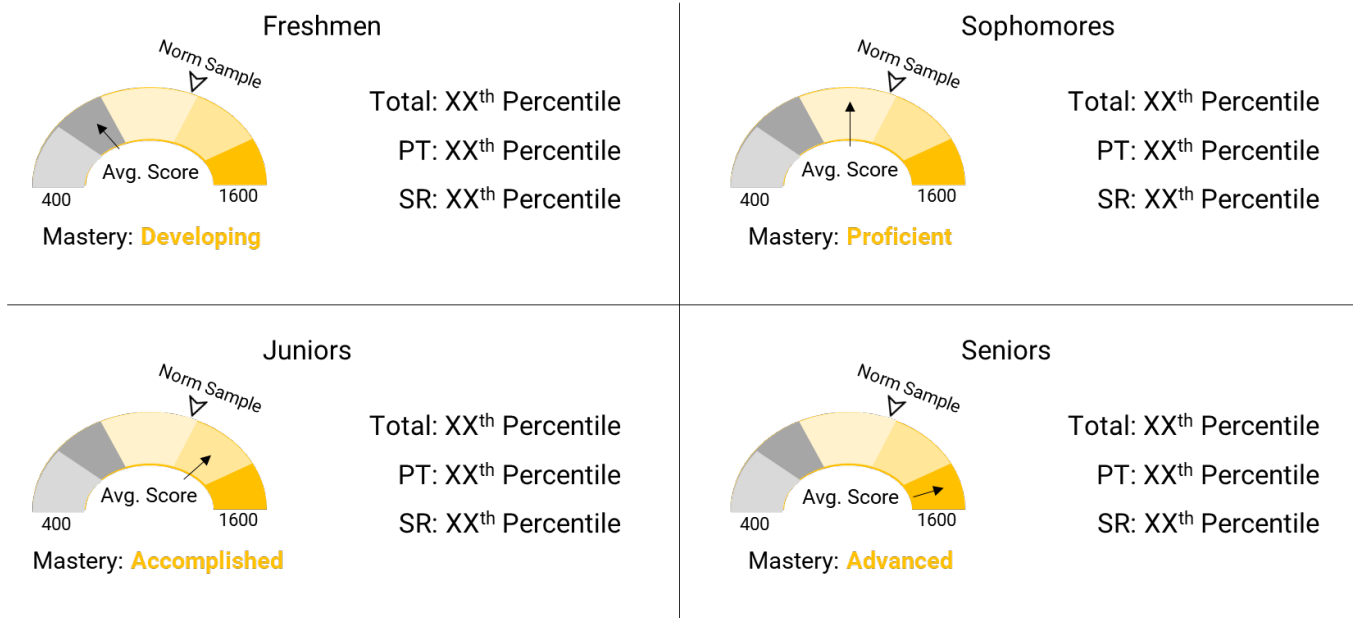 Freshmen
Norm Sample
Total: XXth Percentile
PT: XXth Percentile
SR: XXth Percentile
Avg. Score
400
1600
Mastery: Developing
Sophomores
Norm Sample
Total: XXth Percentile
PT: XXth Percentile
SR: XXth Percentile
Avg. Score
400
1600
Mastery: Proficient
Juniors
Norm Sample
Total: XXth Percentile
PT: XXth Percentile
SR: XXth Percentile
Avg. Score
400
1600
Mastery: Accomplished
Seniors
Norm Sample
Total: XXth Percentile
PT: XXth Percentile
SR: XXth Percentile
Avg. Score
400
1600
Mastery: Advanced